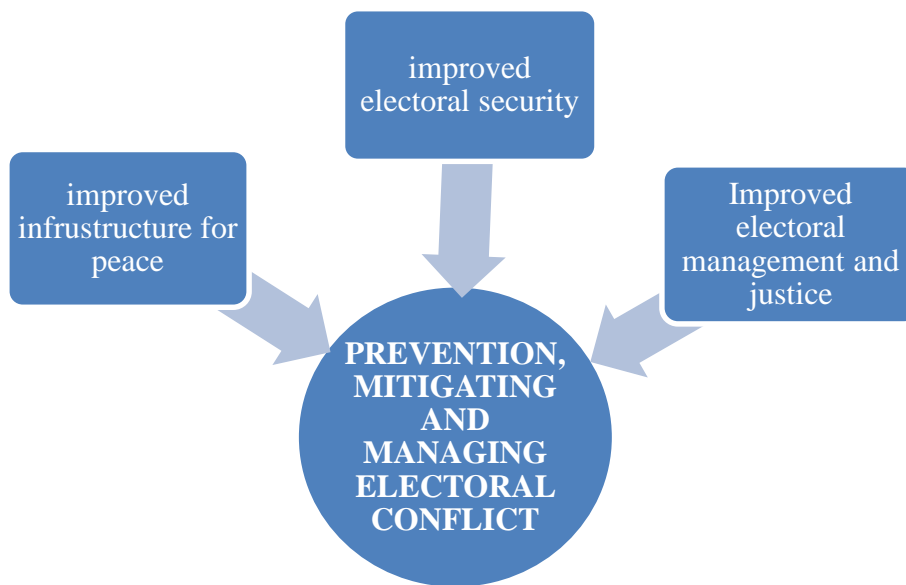 improved
electoral security
improved
infrustructure for
peace
Improved
electoral
management and
justice
PREVENTION,
MITIGATING
AND
MANAGING
ELECTORAL
CONFLICT